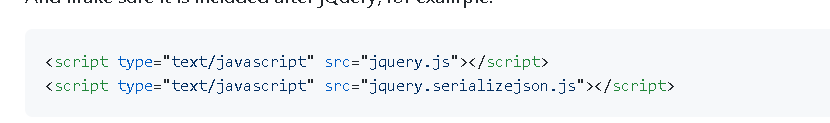 And make sure it is included after jQuery, for example:
<script type="text/javascript" src="jquery.js"></script>
<script type="text/javascript" src="jquery.serializejson.js"></script>